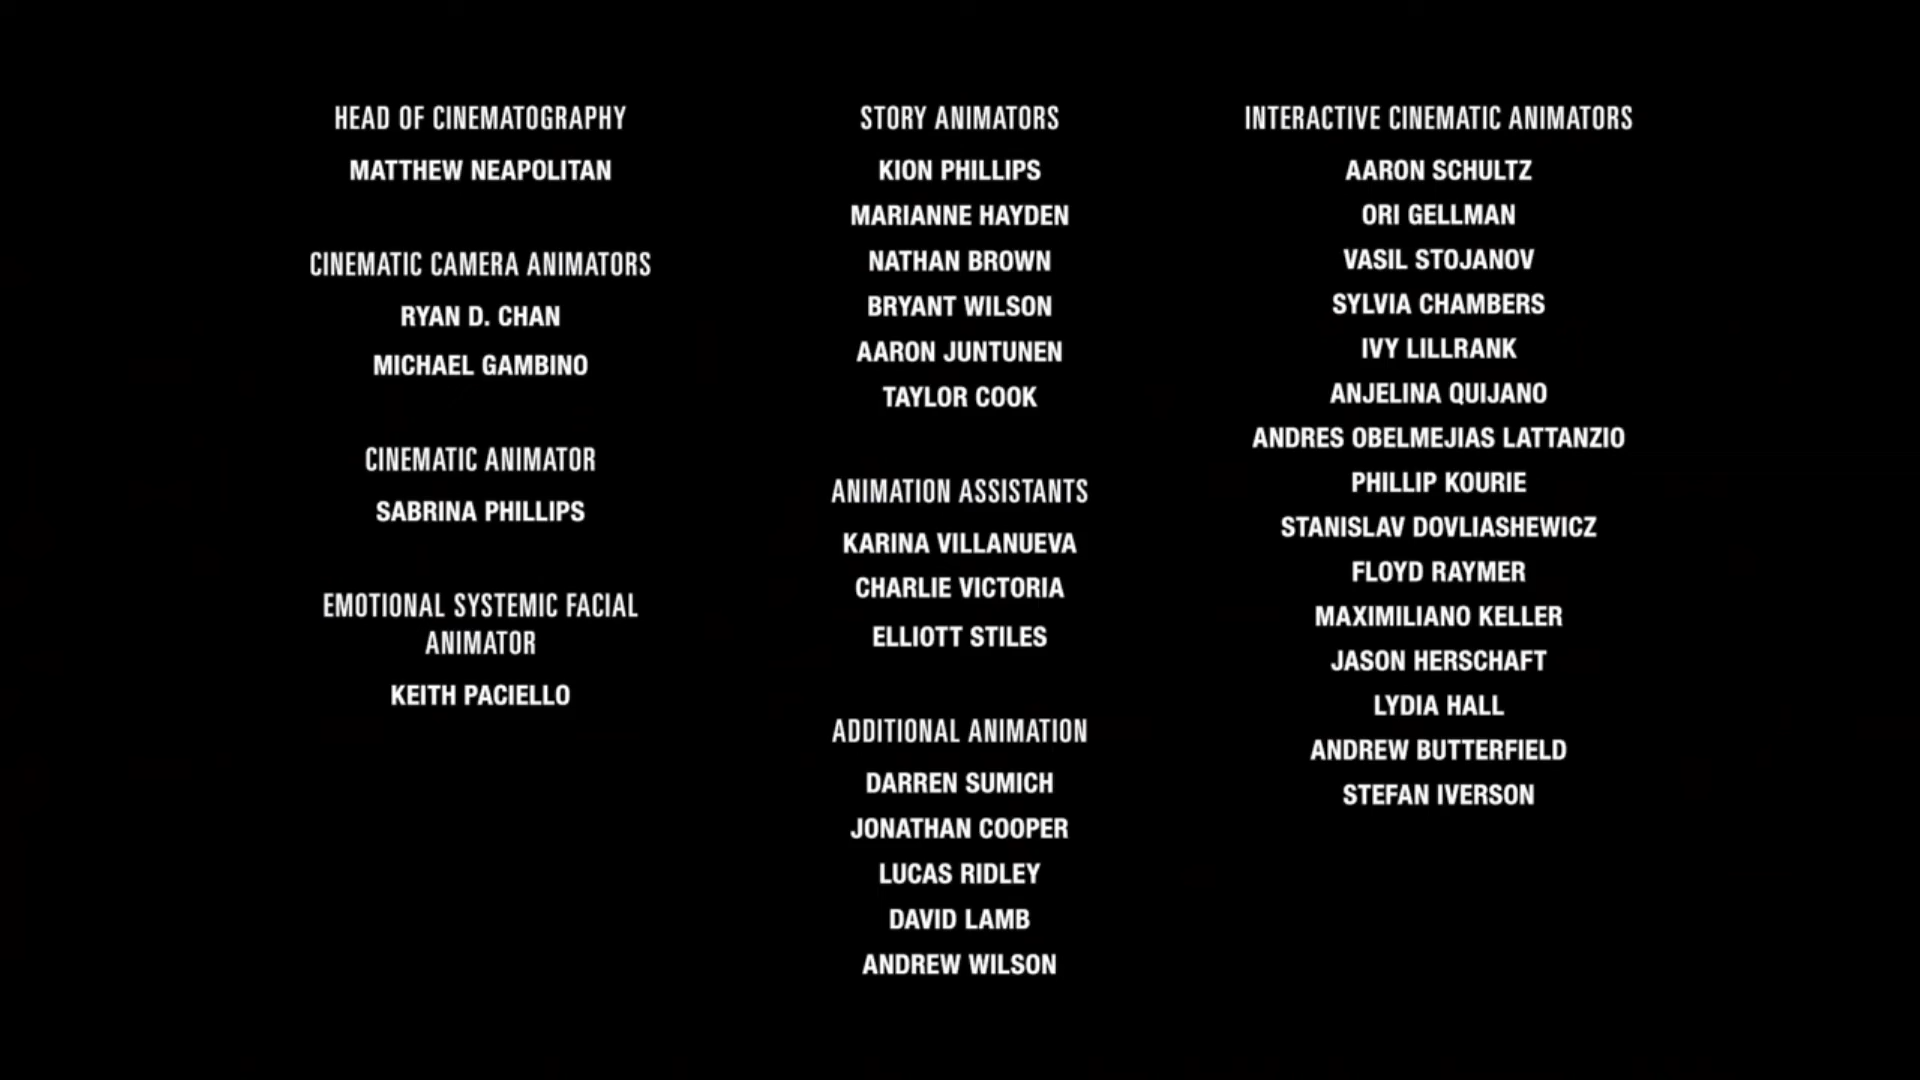 HEAD OF CINEMATOGRAPHY
MATTHEW NEAPOLITAN
CINEMATIC CAMERA ANIMATORS
RYAN D. CHAN
MICHAEL GAMBINO
CINEMATIC ANIMATOR
SABRINA PHILLIPS
EMOTIONAL SYSTEMIC FACIAL
ANIMATOR
KEITH PACIELLO
STORY ANIMATORS
KION PHILLIPS
MARIANNE HAYDEN
NATHAN BROWN
BRYANT WILSON
AARON JUNTUNEN
TAYLOR COOK
ANIMATION ASSISTANTS
KARINA VILLANUEVA
CHARLIE VICTORIA
ELLIOTT STILES
ADDITIONAL ANIMATION
DARREN SUMICH
JONATHAN COOPER
LUCAS RIDLEY
DAVID LAMB
ANDREW WILSON
INTERACTIVE CINEMATIC ANIMATORS
AARON SCHULTZ
ORI GELLMAN
VASIL STOJANOV
SYLVIA CHAMBERS
IVY LILLRANK
ANJELINA QUIJANO
ANDRES OBELMEJIAS LATTANZIO
PHILLIP KOURIE
STANISLAV DOVLIASHEWICZ
FLOYD RAYMER
MAXIMILIANO KELLER
JASON HERSCHAFT
LYDIA HALL
ANDREW BUTTERFIELD
STEFAN IVERSON